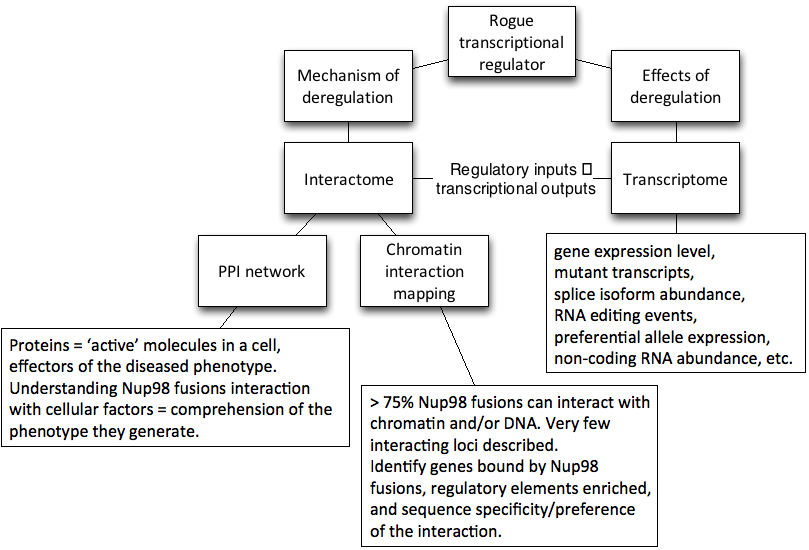 Rogue
transcriptional
regulator
Mechanism of
deregulation
Effects of
deregulation
Interactome
Regulatory inputs □
transcriptional outputs
Transcriptome
PPI network
Chromatin
interaction
mapping
gene expression level,
mutant transcripts,
splice isoform abundance,
RNA editing events,
preferential allele expression,
non-coding RNA abundance, etc.
Proteins = ‘active’ molecules in a cell,
effectors of the diseased phenotype.
Understanding Nup98 fusions interaction
with cellular factors = comprehension of the
phenotype they generate.
> 75% Nup98 fusions can interact with
chromatin and/or DNA. Very few
interacting loci described.
Identify genes bound by Nup98
fusions, regulatory elements enriched,
and sequence specificity/preference
of the interaction.